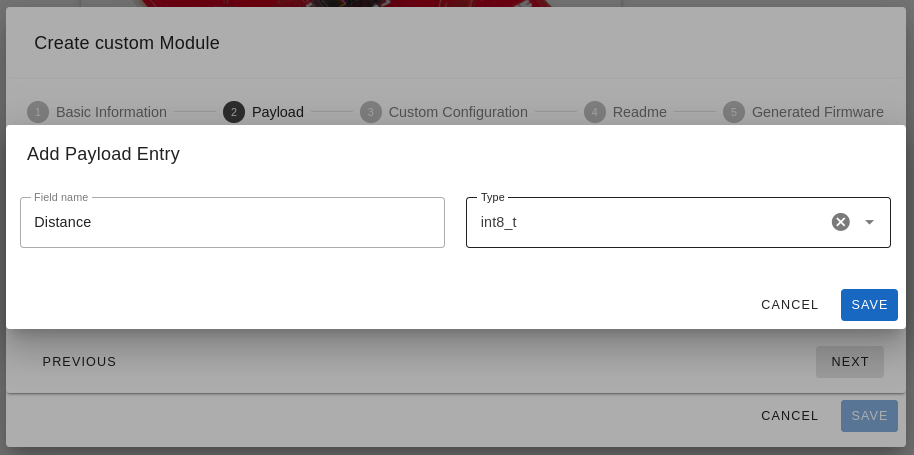 Create custom Module
1 Basic Information 2 Payload 3 Custom Configuration 4 Readme 5 Generated Firmware
Add Payload Entry
Field name Type
Distance int8_t
CANCEL SAVE
PREVIOUS NEXT
CANCEL SAVE